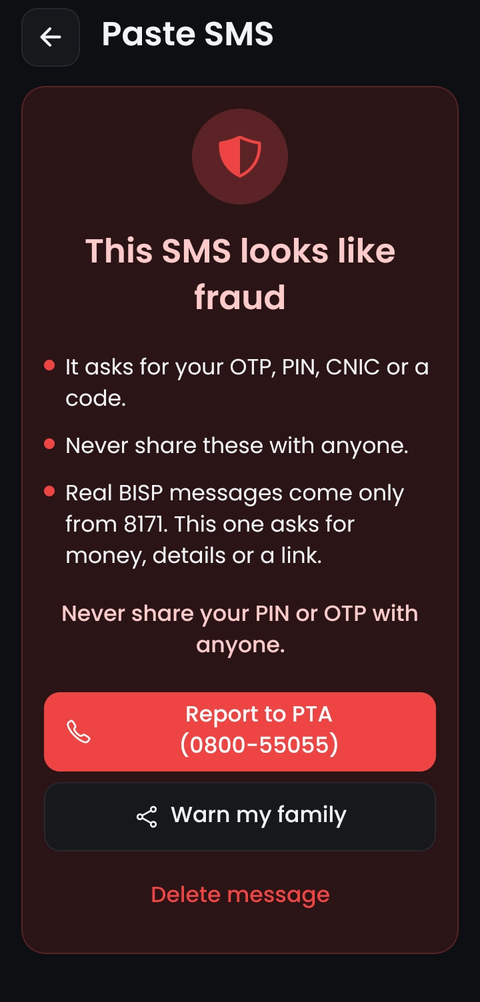 Paste SMS
This SMS looks like
fraud
It asks for your OTP, PIN, CNIC or a
code.
Never share these with anyone.
Real BISP messages come only
from 8171. This one asks for
money, details or a link.
Never share your PIN or OTP with
anyone.
Report to PTA
(0800-55055)
Warn my family
Delete message